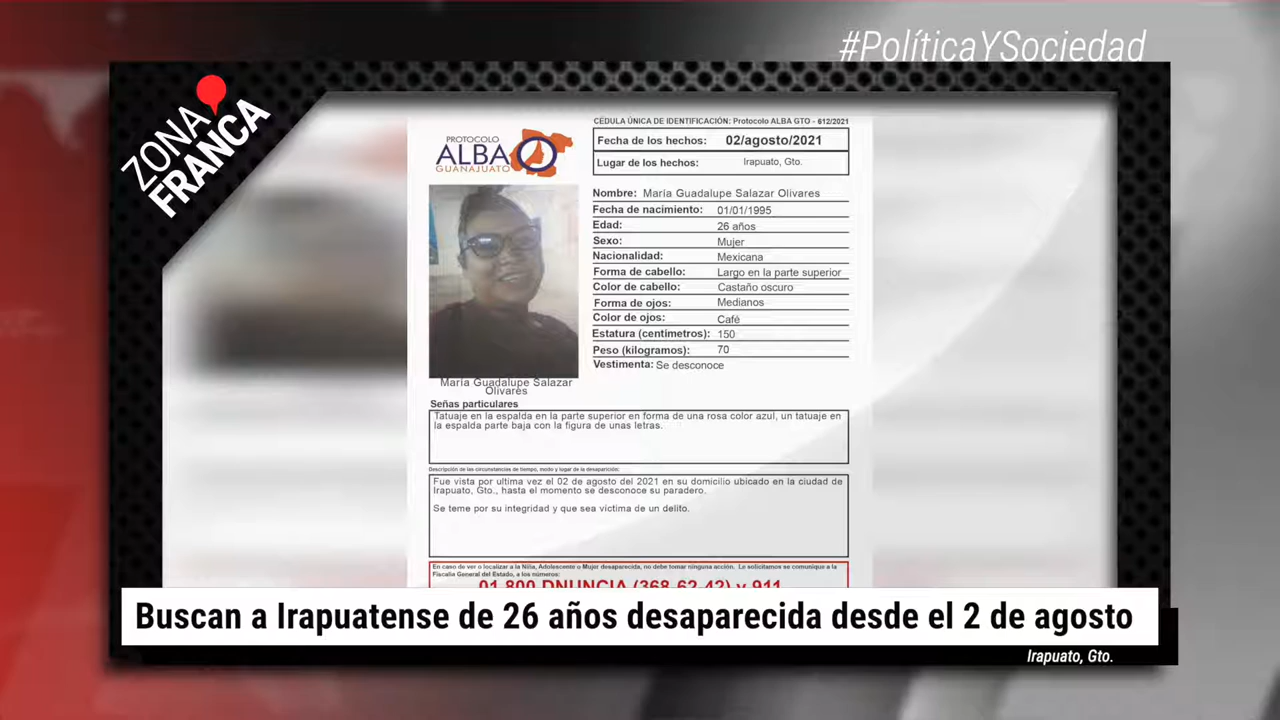 #PolíticaYSociedad
ZONA
FRANCA
CÉDULA ÚNICA DE IDENTIFICACIÓN: Protocolo ALBA GTO - 612/2021
PROTOCOLO
ALBA
GUANAJUATO
Fecha de los hechos: 02/agosto/2021
Lugar de los hechos: Irapuato, Gto.
Nombre: María Guadalupe Salazar Olivares
Fecha de nacimiento: 01/01/1995
Edad: 26 años
Sexo: Mujer
Nacionalidad: Mexicana
Forma de cabello: Largo en la parte superior
Color de cabello: Castaño oscuro
Forma de ojos: Medianos
Color de ojos: Café
Estatura (centímetros): 150
Peso (kilogramos): 70
Vestimenta: Se desconoce
María Guadalupe Salazar
Olivares
Señas particulares
Tatuaje en la espalda en la parte superior en forma de una rosa color azul, un tatuaje en
la espalda parte baja con la figura de unas letras.
Descripción de las circunstancias de tiempo, modo y lugar de la desaparición:
Fue vista por ultima vez el 02 de agosto del 2021 en su domicilio ubicado en la ciudad de
Irapuato, Gto., hasta el momento se desconoce su paradero.
Se teme por su integridad y que sea víctima de un delito.
En caso de ver o localizar a la Niña, Adolescente o Mujer desaparecida, no debe tomar ninguna acción. Le solicitamos se comunique a la
Fiscalía General del Estado, a los números:
01 800 DNUNCIA (368-62-42) y 911
Buscan a Irapuatense de 26 años desaparecida desde el 2 de agosto
Irapuato, Gto.